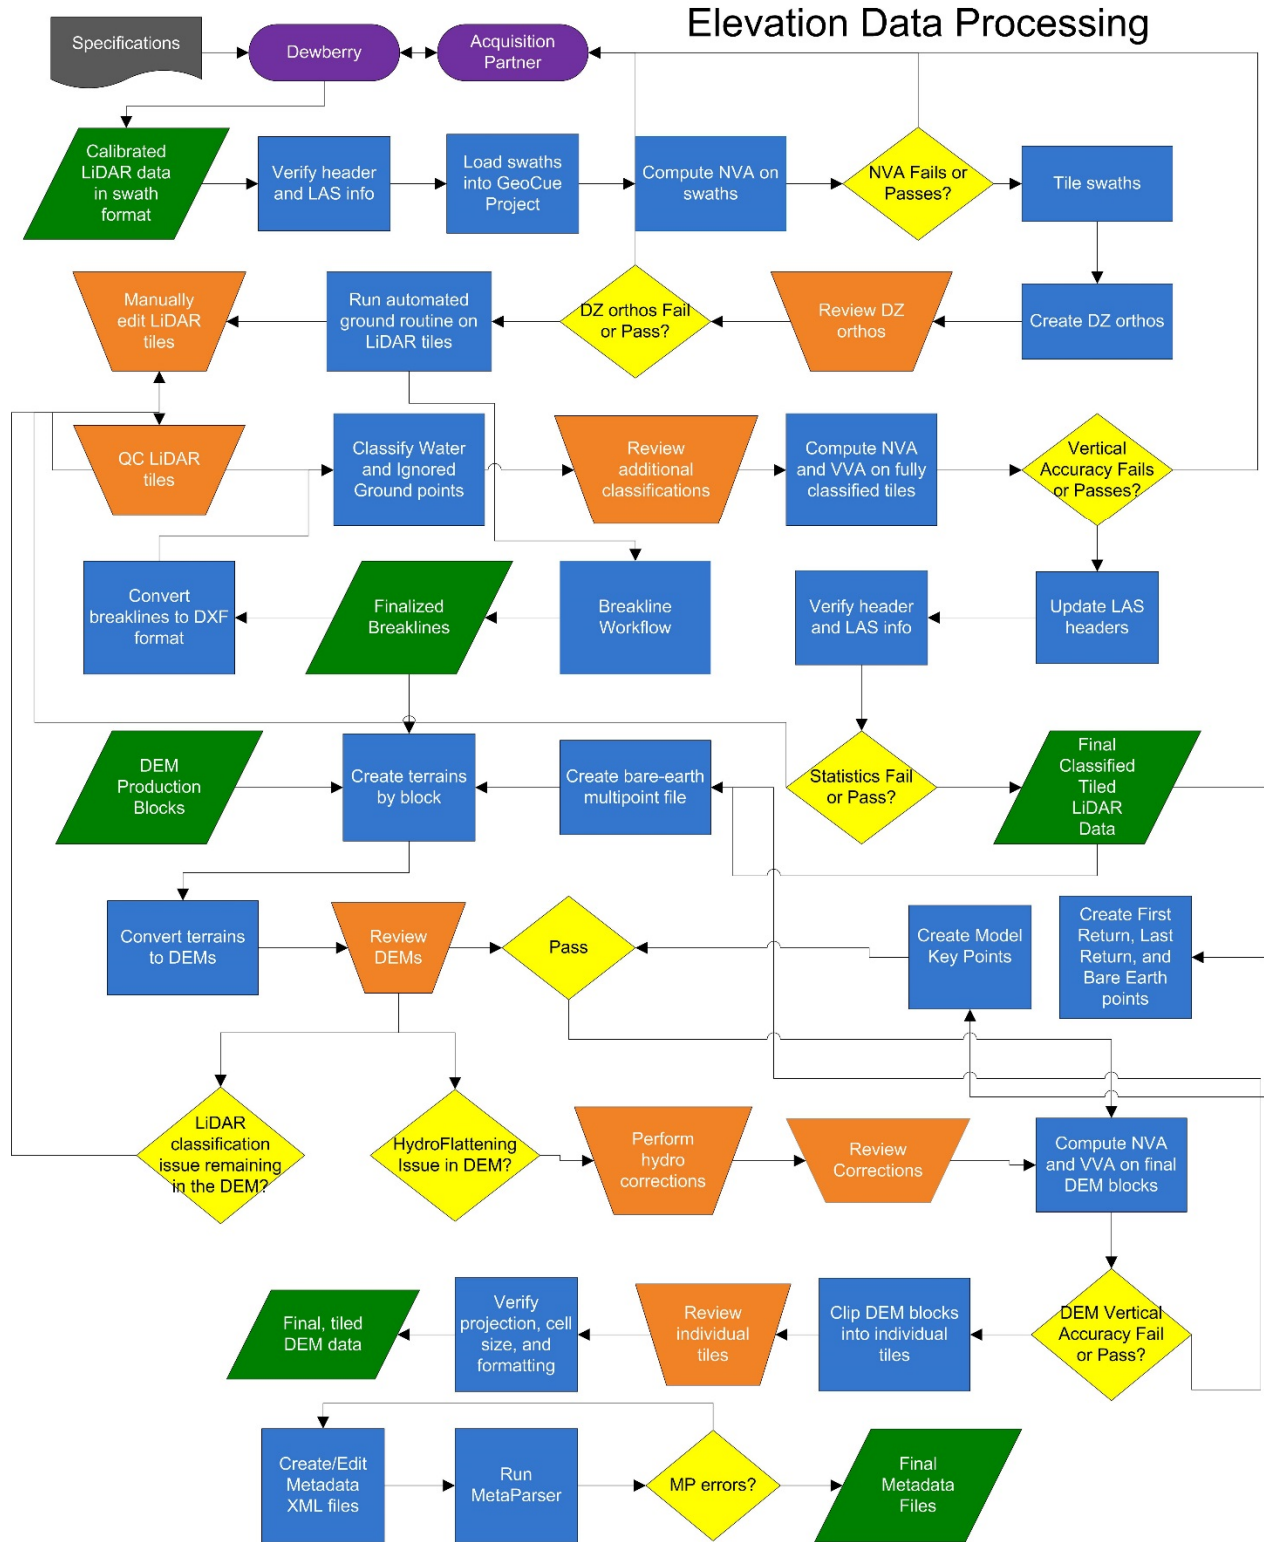 Elevation Data Processing
Specifications
Dewberry
Acquisition
Partner
Calibrated
LiDAR data
in swath
format
Verify header
and LAS info
Load swaths
into GeoCue
Project
Compute NVA on
swaths
NVA Fails or
Passes?
Tile swaths
Manually
edit LiDAR
tiles
Run automated
ground routine on
LiDAR tiles
DZ orthos Fail
or Pass?
Review DZ
orthos
Create DZ orthos
QC LiDAR
tiles
Classify Water
and Ignored
Ground points
Review
additional
classifications
Compute NVA
and VVA on fully
classified tiles
Vertical
Accuracy Fails
or Passes?
Convert
breaklines to DXF
format
Finalized
Breaklines
Breakline
Workflow
Verify header
and LAS info
Update LAS
headers
DEM
Production
Blocks
Create terrains
by block
Create bare-earth
multipoint file
Statistics Fail
or Pass?
Final
Classified
Tiled
LiDAR
Data
Convert terrains
to DEMs
Review
DEMs
Pass
Create Model
Key Points
Create First
Return, Last
Return, and
Bare Earth
points
LiDAR
classification
issue remaining
in the DEM?
HydroFlattening
Issue in DEM?
Perform
hydro
corrections
Review
Corrections
Compute NVA
and VVA on final
DEM blocks
Final, tiled
DEM data
Verify
projection, cell
size, and
formatting
Review
individual
tiles
Clip DEM blocks
into individual
tiles
DEM Vertical
Accuracy Fail
or Pass?
Create/Edit
Metadata
XML files
Run
MetaParser
MP errors?
Final
Metadata
Files